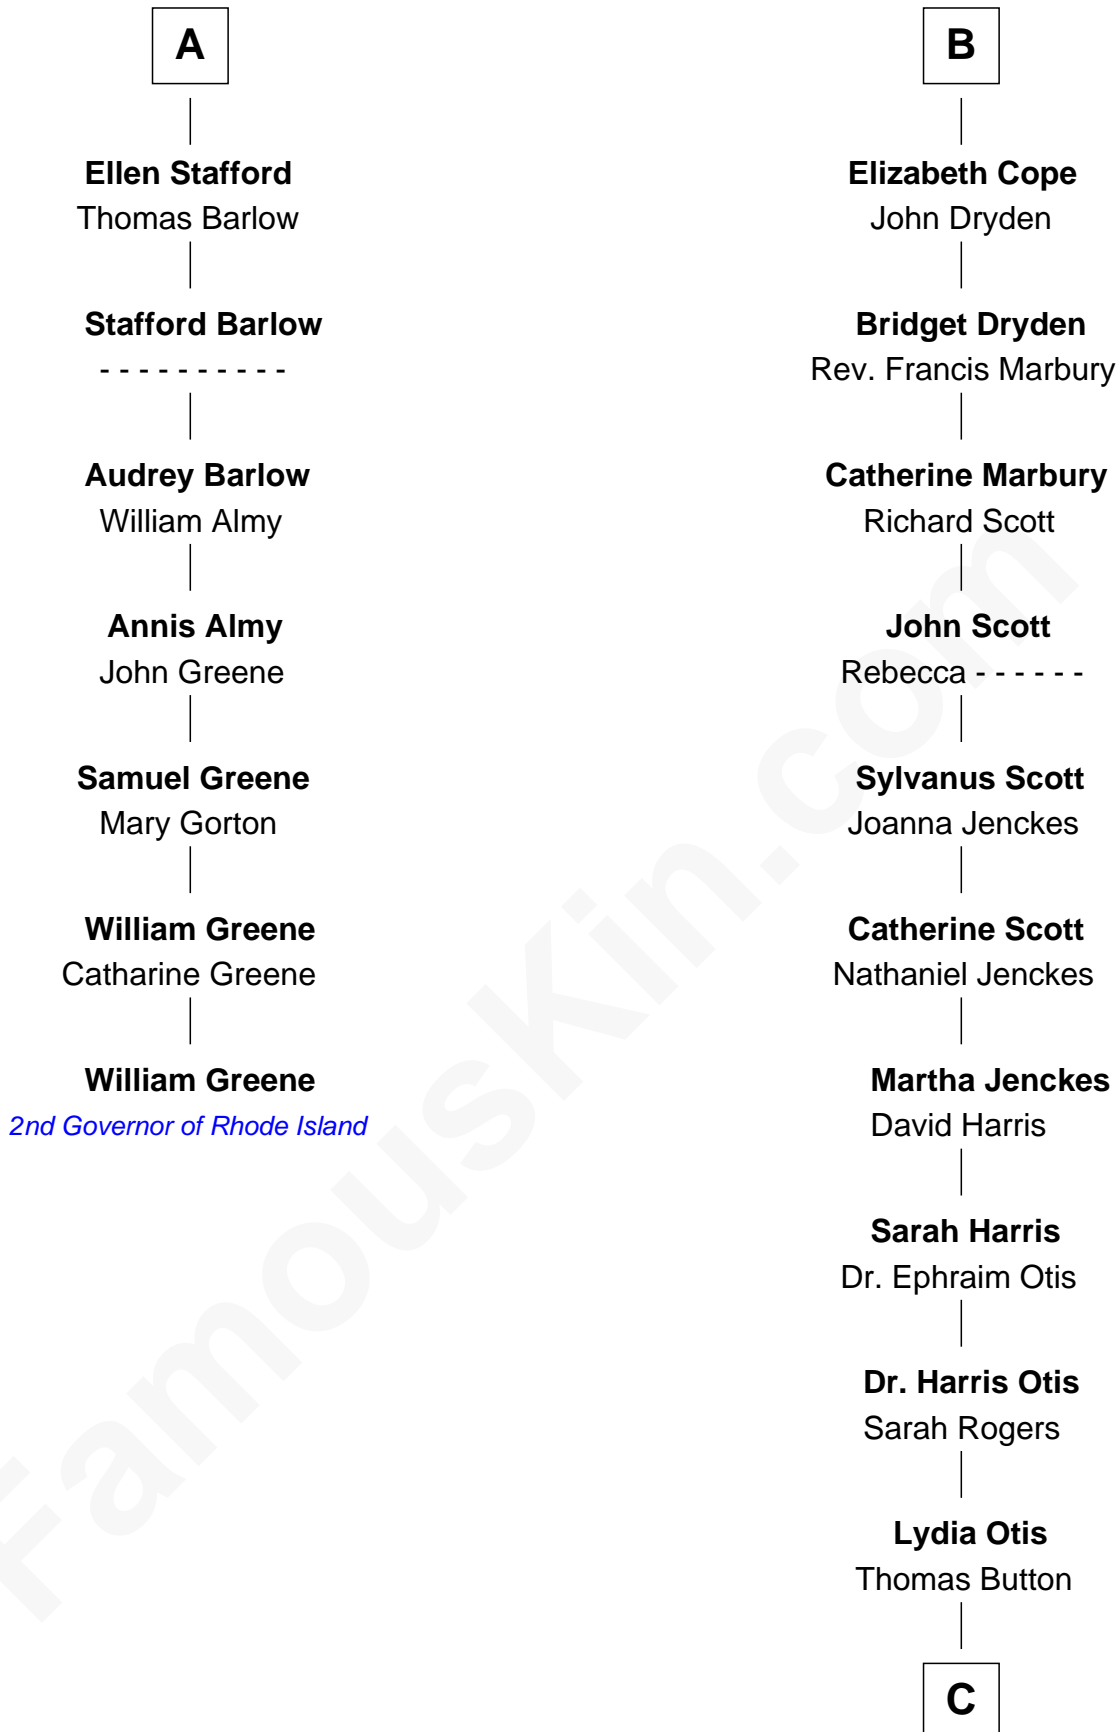 A
Ellen Stafford
Thomas Barlow
Stafford Barlow
- - - - - - - - - -
Audrey Barlow
William Almy
Annis Almy
John Greene
Samuel Greene
Mary Gorton
William Greene
Catharine Greene
William Greene
2nd Governor of Rhode Island
B
Elizabeth Cope
John Dryden
Bridget Dryden
Rev. Francis Marbury
Catherine Marbury
Richard Scott
John Scott
Rebecca - - - - - -
Sylvanus Scott
Joanna Jenckes
Catherine Scott
Nathaniel Jenckes
Martha Jenckes
David Harris
Sarah Harris
Dr. Ephraim Otis
Dr. Harris Otis
Sarah Rogers
Lydia Otis
Thomas Button
C
FamousKin.com